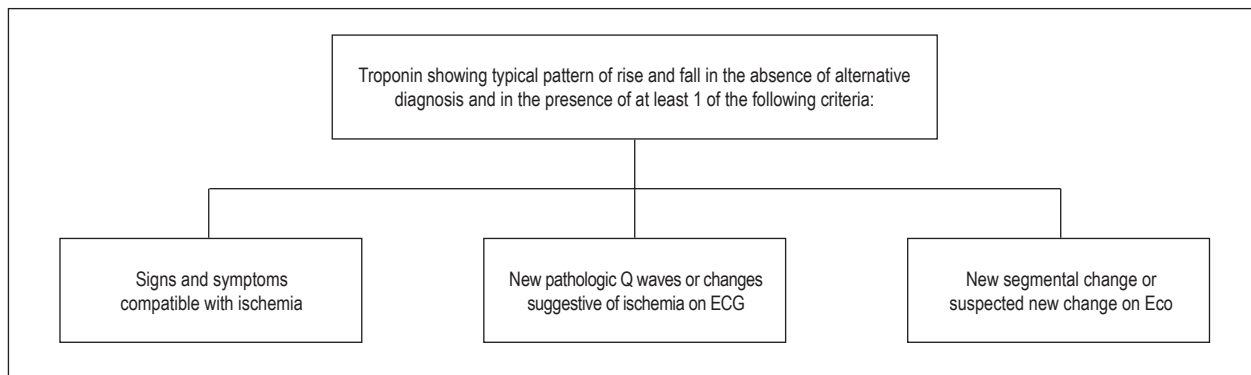 Troponin showing typical pattern of rise and fall in the absence of alternative
diagnosis and in the presence of at least 1 of the following criteria:
Signs and symptoms
compatible with ischemia
New pathologic Q waves or changes
suggestive of ischemia on ECG
New segmental change or
suspected new change on Eco